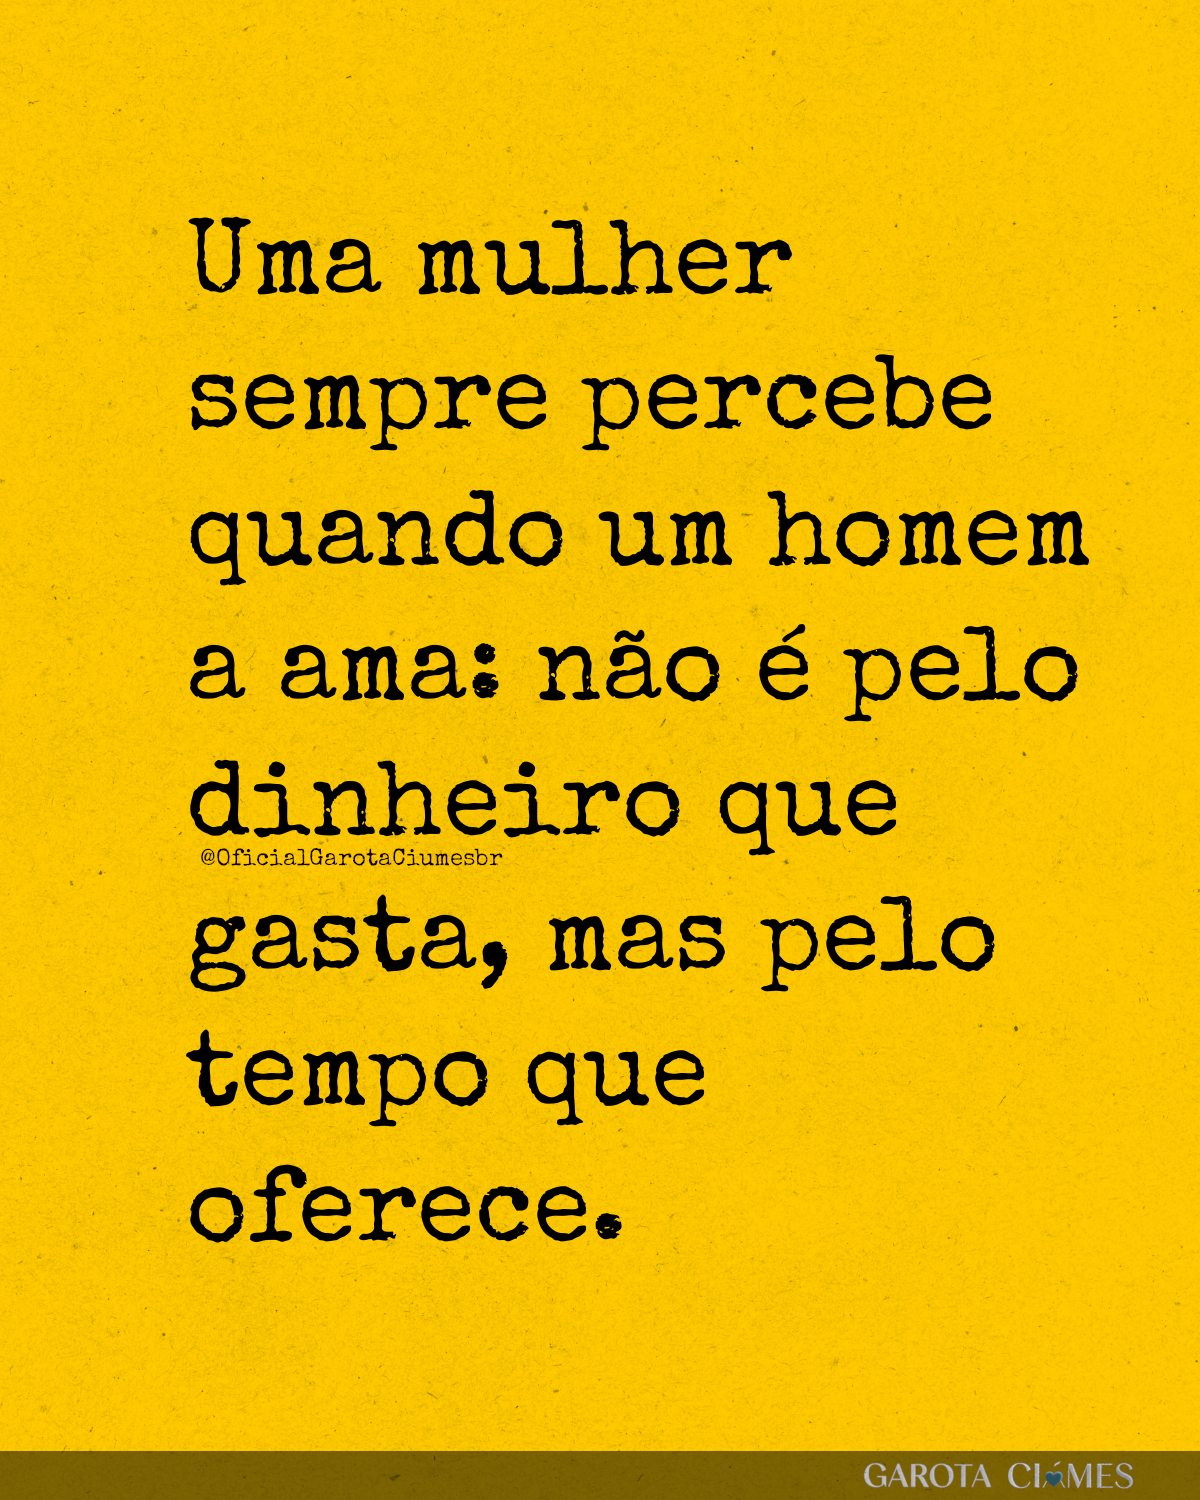 Uma mulher
sempre percebe
quando um homem
a ama: não é pelo
dinheiro que
@OficialGarotaCiumesbr
gasta, mas pelo
tempo que
oferece.
GAROTA CIÚMES